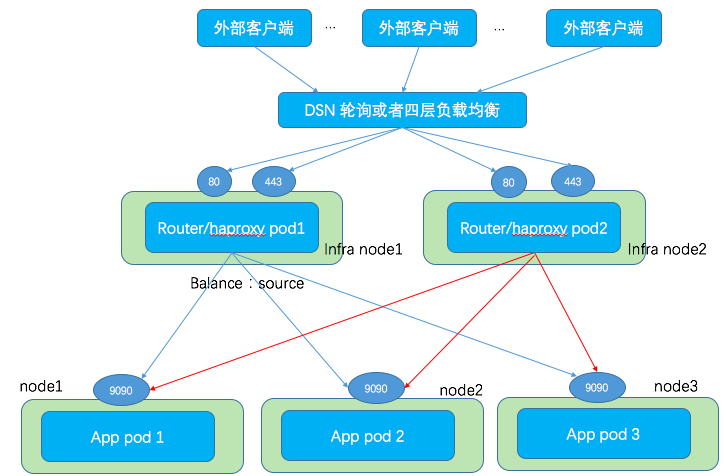 外部客户端 ... 外部客户端 ... 外部客户端
DSN 轮询或者四层负载均衡
80 443 80 443
Router/haproxy pod1 Router/haproxy pod2
Infra node1 Infra node2
Balance：source
node1 9090 9090 node2 9090 node3
App pod 1 App pod 2 App pod 3